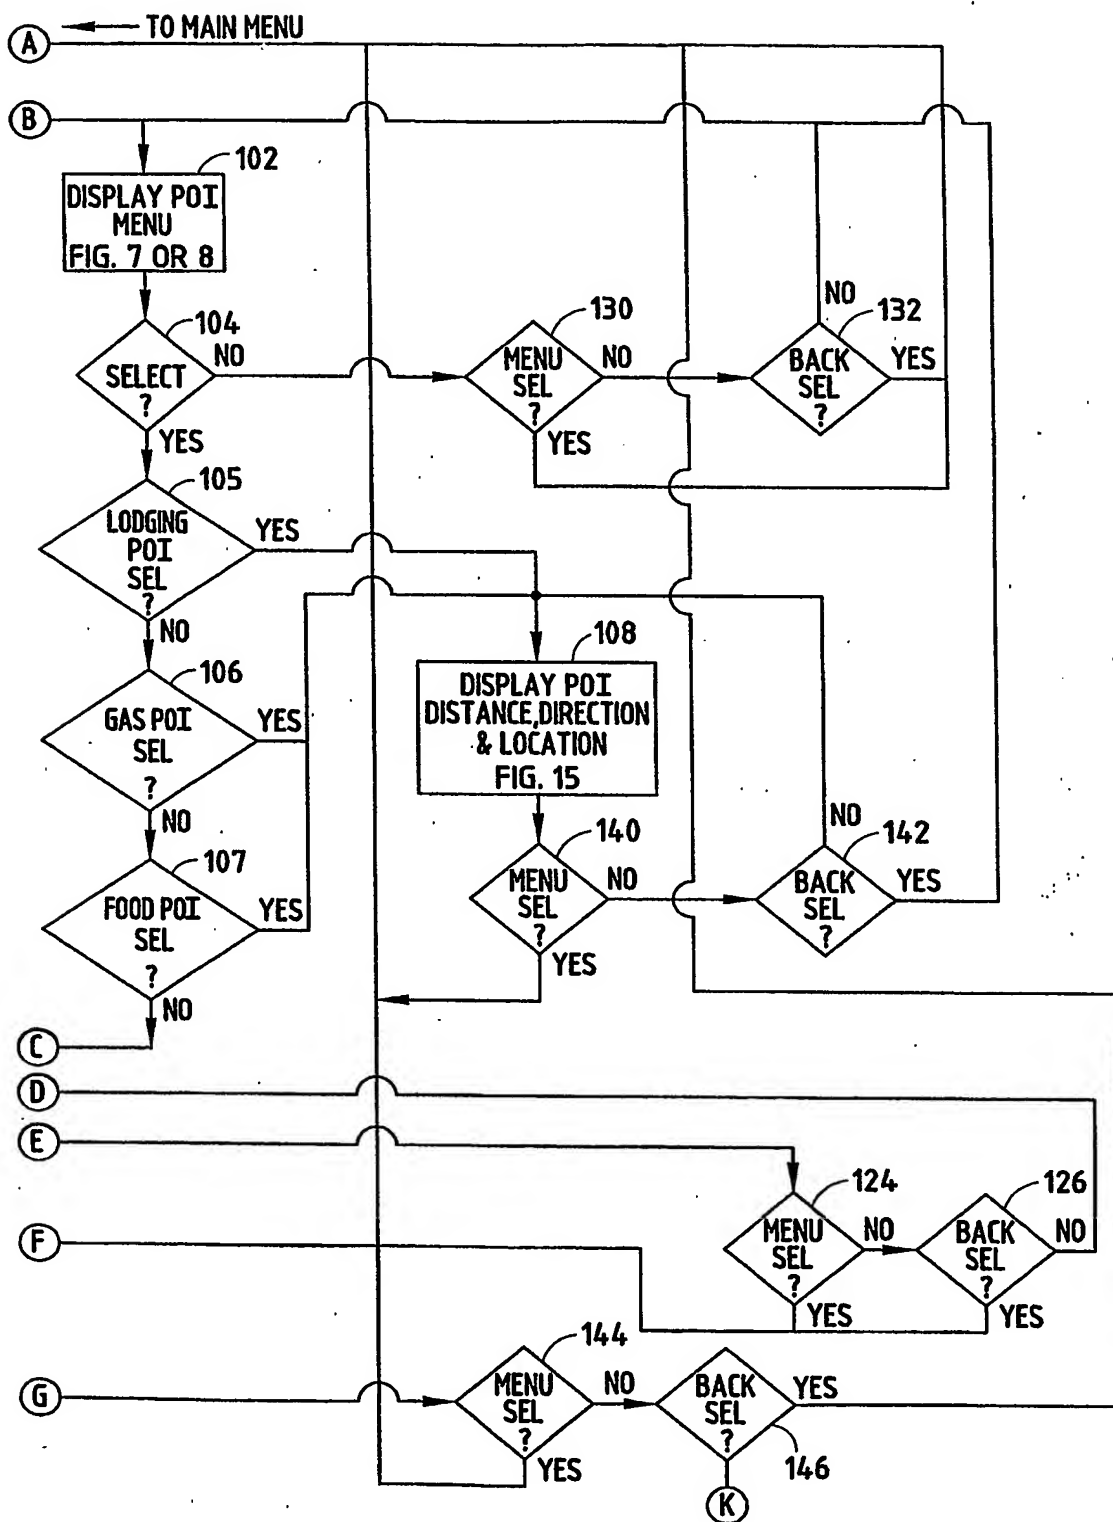 A
TO MAIN MENU
B
102
DISPLAY POI
MENU
FIG. 7 OR 8
104
SELECT
?
NO
YES
130
MENU
SEL
?
NO
YES
NO
132
BACK
SEL
?
YES
105
LODGING
POI
SEL
?
YES
NO
106
GAS POI
SEL
?
YES
NO
108
DISPLAY POI
DISTANCE,DIRECTION
& LOCATION
FIG. 15
107
FOOD POI
SEL
?
YES
NO
140
MENU
SEL
?
NO
YES
NO
142
BACK
SEL
?
YES
C
D
E
124
MENU
SEL
?
NO
YES
126
BACK
SEL
?
NO
YES
F
G
144
MENU
SEL
?
NO
YES
BACK
SEL
?
YES
146
K